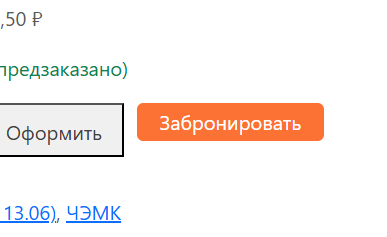 ,50 ₽
предзаказано)
Оформить Забронировать
13.06), ЧЭМК